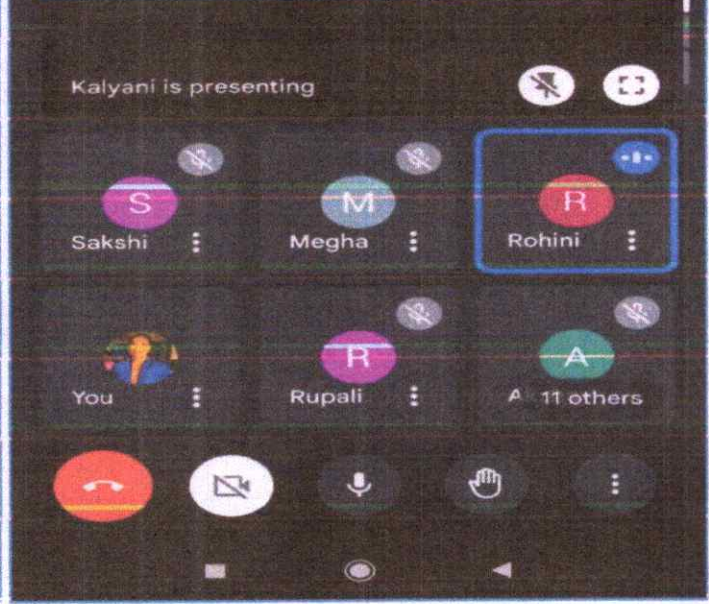 Kalyani is presenting
S
M
R
Sakshi
Megha
Rohini
R
A
You
Rupali
A 11 others